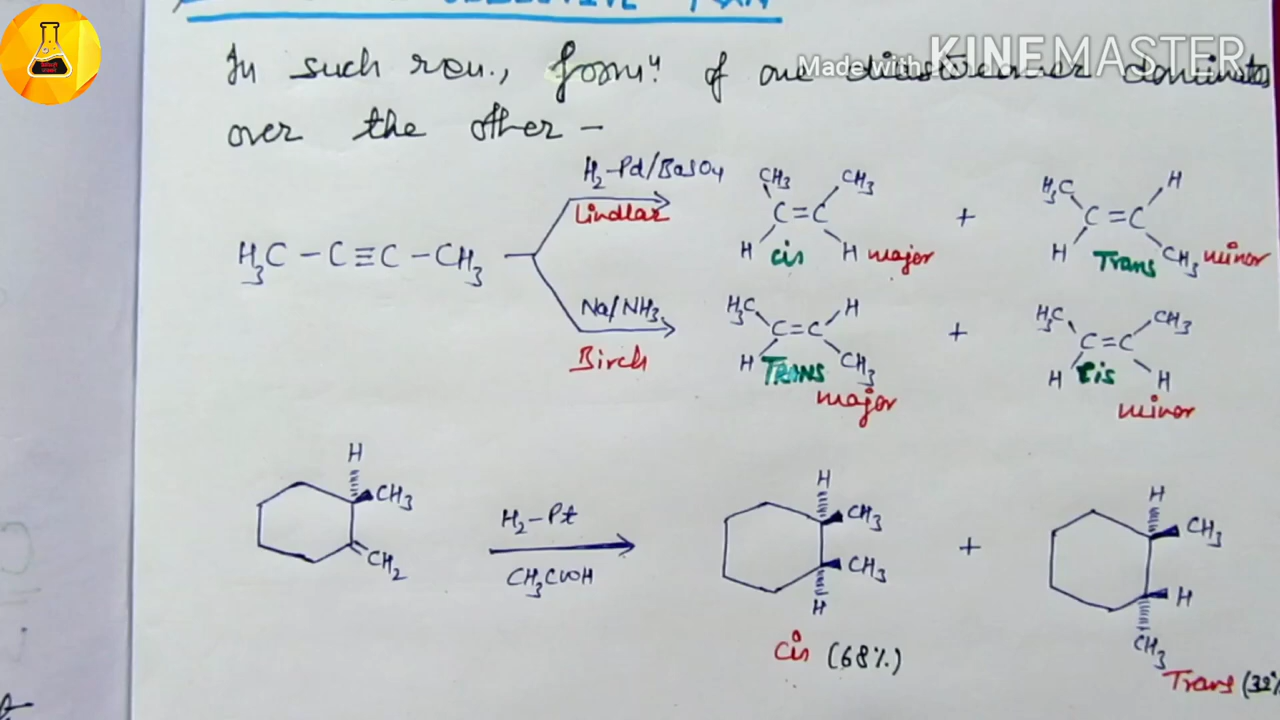 In such rxn., form" of one diastereomer dominates
over the other –
Made with KINEMASTER
H₂-Pd/BaSO4
Lindlar
H₃C – C≡C – CH₃
CH₃ CH₃
C=C
H H
cis major
+
H₃C H
C=C
H CH₃
Trans minor
Na/NH₃
Birch
H₃C H
C=C
H CH₃
TRANS
major
+
H₃C CH₃
C=C
H H
Cis
minor
H
CH₃
CH₂
H₂-Pt
CH₃COOH
H
CH₃
CH₃
H
Cis (68%)
+
H
CH₃
H
CH₃
Trans (32%